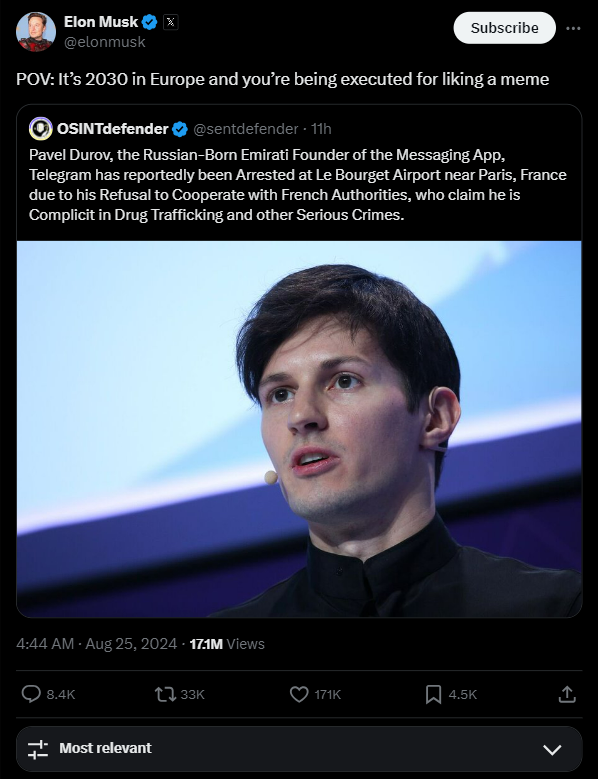 Elon Musk
@elonmusk
Subscribe
POV: It’s 2030 in Europe and you’re being executed for liking a meme
OSINTdefender @sentdefender · 11h
Pavel Durov, the Russian-Born Emirati Founder of the Messaging App,
Telegram has reportedly been Arrested at Le Bourget Airport near Paris, France
due to his Refusal to Cooperate with French Authorities, who claim he is
Complicit in Drug Trafficking and other Serious Crimes.
4:44 AM · Aug 25, 2024 · 17.1M Views
8.4K 33K 171K 4.5K
Most relevant